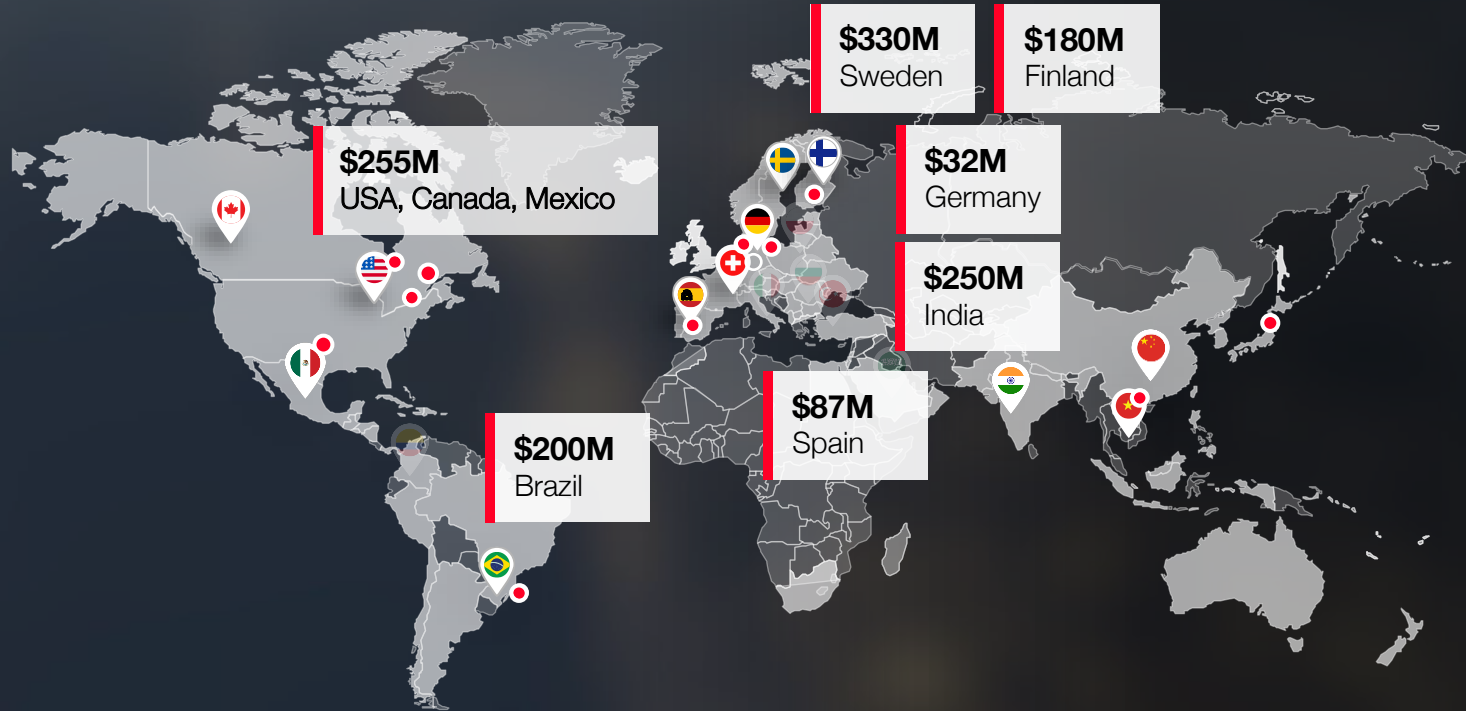 $330M
Sweden
$180M
Finland
$255M
USA, Canada, Mexico
$32M
Germany
$250M
India
$87M
Spain
$200M
Brazil